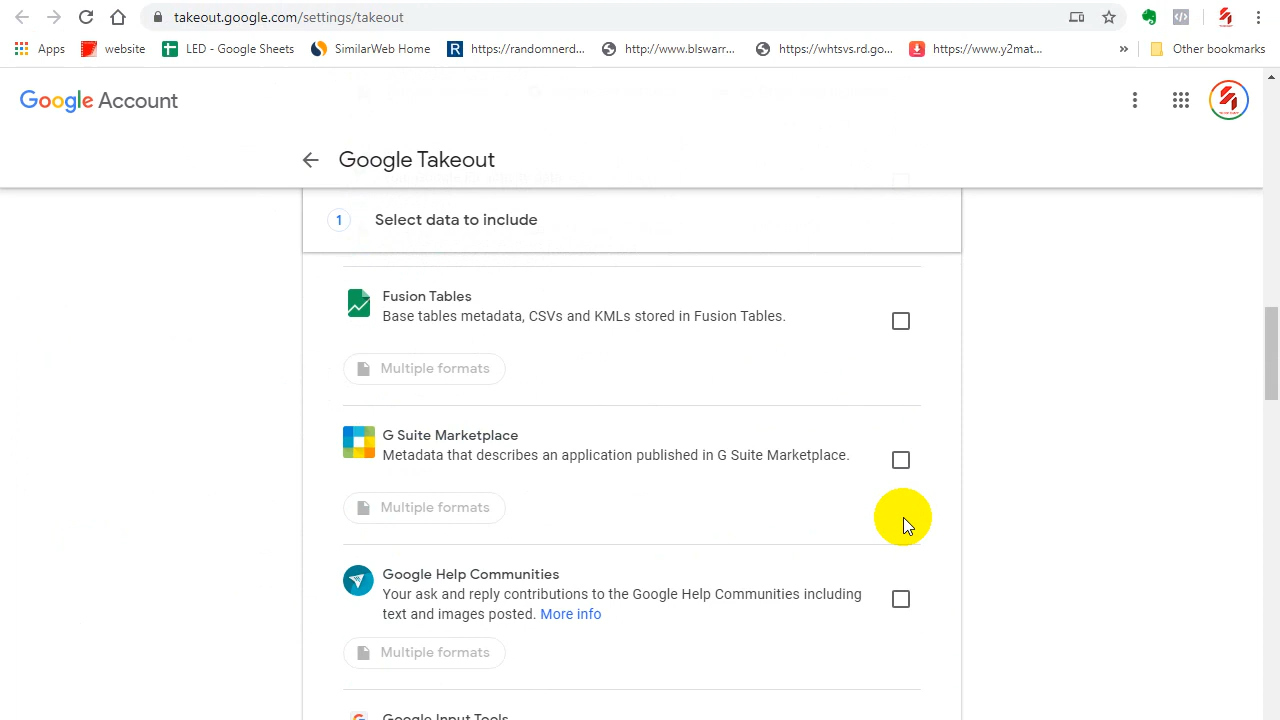 takeout.google.com/settings/takeout
Apps
website
LED - Google Sheets
SimilarWeb Home
https://randomnerd...
http://www.blswar...
https://whtsvs.rd.go...
https://www.y2mat...
»
Other bookmarks
Google Account
Google Takeout
1
Select data to include
Fusion Tables
Base tables metadata, CSVs and KMLs stored in Fusion Tables.
Multiple formats
G Suite Marketplace
Metadata that describes an application published in G Suite Marketplace.
Multiple formats
Google Help Communities
Your ask and reply contributions to the Google Help Communities including
text and images posted. More info
Multiple formats
Google Input Tools